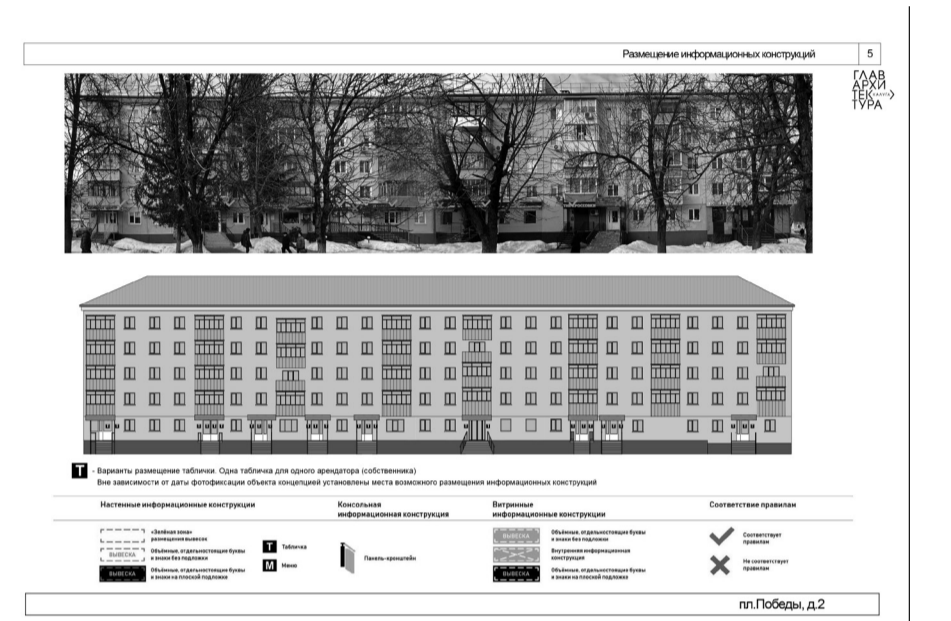 Размещение информационных конструкций
5
ГЛАВ
АРХИ
ТЕК КАЛУГА
ТУРА
Т - Варианты размещение таблички. Одна табличка для одного арендатора (собственника)
Вне зависимости от даты фотофиксации объекта концепцией установлены места возможного размещения информационных конструкций
Настенные информационные конструкции
«Зелёная зона»
размещения вывесок
ВЫВЕСКА
Объёмные, отдельностоящие буквы
и знаки без подложки
ВЫВЕСКА
Объёмные, отдельностоящие буквы
и знаки на плоской подложке
Т Табличка
М Меню
Консольная
информационная конструкция
Панель-кронштейн
Витринные
информационные конструкции
ВЫВЕСКА
Объёмные, отдельностоящие буквы
и знаки без подложки
Внутренняя информационная
конструкция
ВЫВЕСКА
Объёмные, отдельностоящие буквы
и знаки на плоской подложке
Соответствие правилам
Соответствует
правилам
Не соответствует
правилам
пл.Победы, д.2